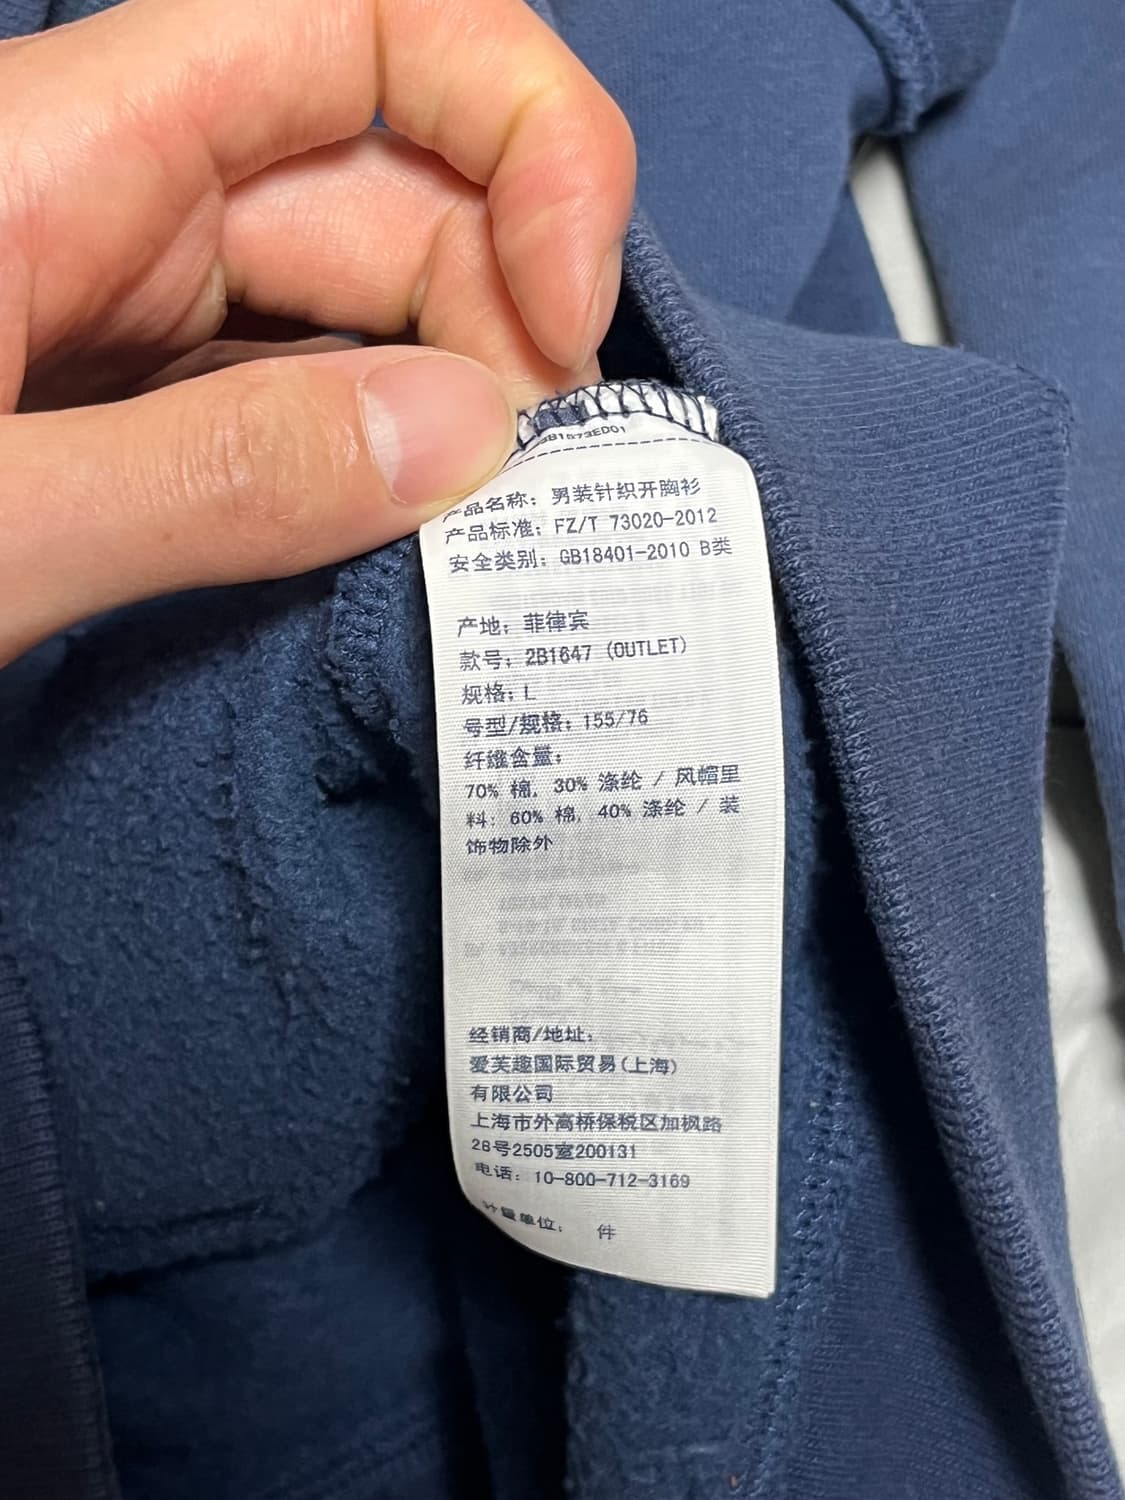 产品名称: 男装针织开胸衫
产品标准: FZ/T 73020-2012
安全类别: GB18401-2010 B类
产地: 菲律宾
款号: 2B1647 (OUTLET)
规格: L
号型/规格: 155/76
纤维含量:
70% 棉, 30% 涤纶 / 风帽里
料: 60% 棉, 40% 涤纶 / 装
饰物除外
经销商/地址:
爱芙趣国际贸易(上海)
有限公司
上海市外高桥保税区加枫路
26号2505室200131
电话: 10-800-712-3169
计量单位: 件